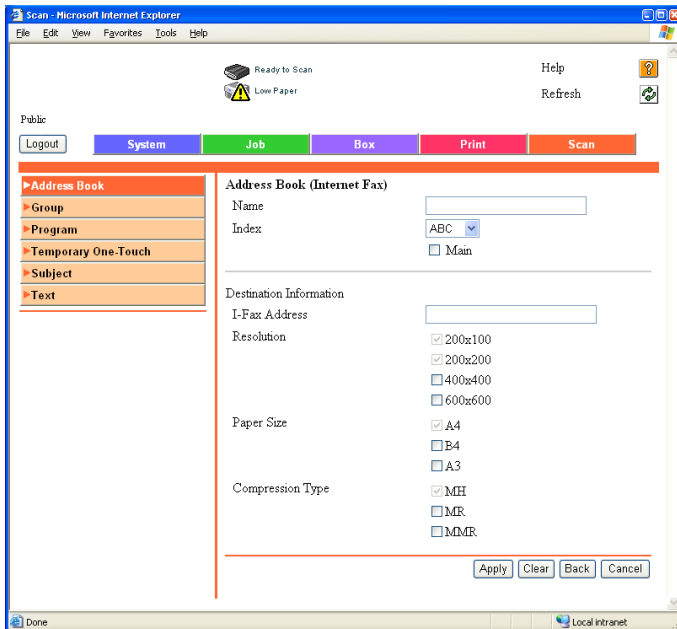 Scan - Microsoft Internet Explorer
File Edit View Favorites Tools Help
Ready to Scan
Low Paper
Help
?
Refresh
Public
Logout System Job Box Print Scan
Address Book
Group
Program
Temporary One-Touch
Subject
Text
Address Book (Internet Fax)
Name
Index ABC
Main
Destination Information
I-Fax Address
Resolution 200x100
200x200
400x400
600x600
Paper Size A4
B4
A3
Compression Type MH
MR
MMR
Apply Clear Back Cancel
Done Local intranet